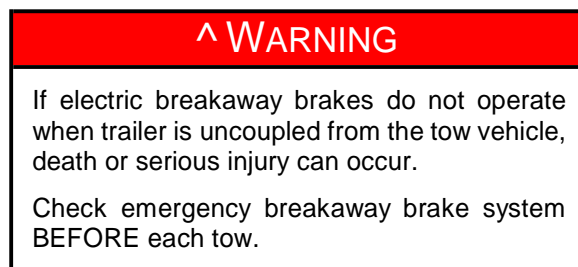 ^ WARNING
If electric breakaway brakes do not operate
when trailer is uncoupled from the tow vehicle,
death or serious injury can occur.
Check emergency breakaway brake system
BEFORE each tow.